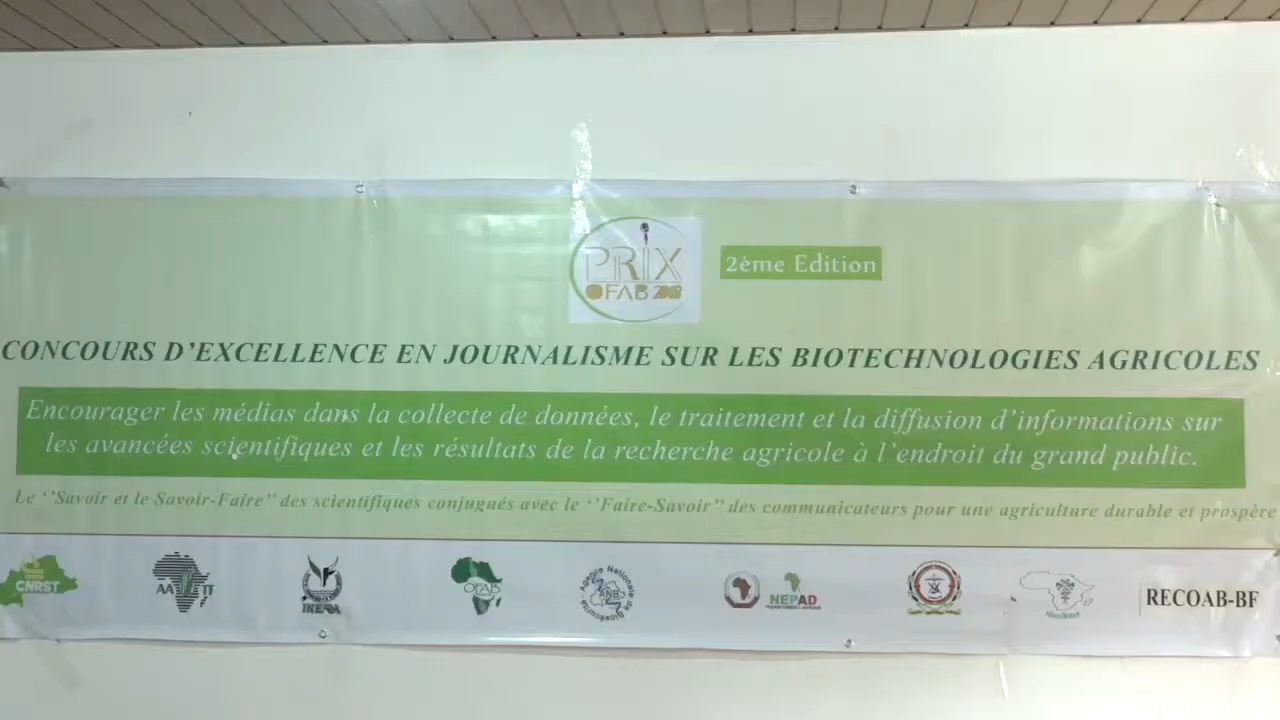 PRIX
OFAB 2018
2ème Edition
CONCOURS D'EXCELLENCE EN JOURNALISME SUR LES BIOTECHNOLOGIES AGRICOLES
Encourager les médias dans la collecte de données, le traitement et la diffusion d'informations sur
les avancées scientifiques et les résultats de la recherche agricole à l'endroit du grand public.
Le ‘'Savoir et le Savoir-Faire'' des scientifiques conjugués avec le ‘'Faire-Savoir'' des communicateurs pour une agriculture durable et prospère
CNRST
AATF
INERA
OFAB
Agence Nationale de Biosécurité
ANB
NEPAD
RECOAB-BF